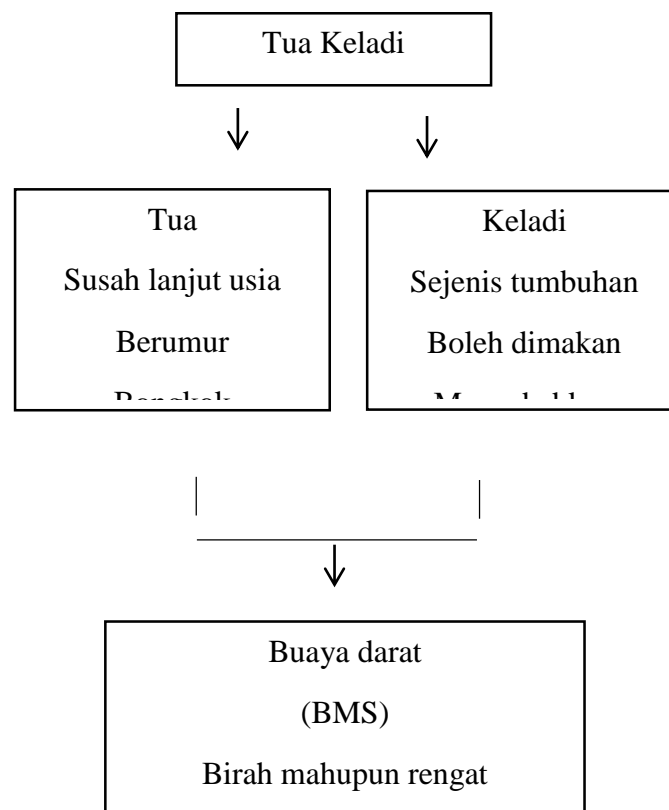 Tua Keladi
Tua
Susah lanjut usia
Berumur
Keladi
Sejenis tumbuhan
Boleh dimakan
Buaya darat
(BMS)
Birah mahupun rengat